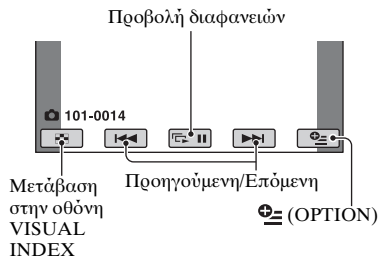 Προβολή διαφανειών
101-0014
Προηγούμενη/Επόμενη
Μετάβαση
στην οθόνη
VISUAL
INDEX
(OPTION)